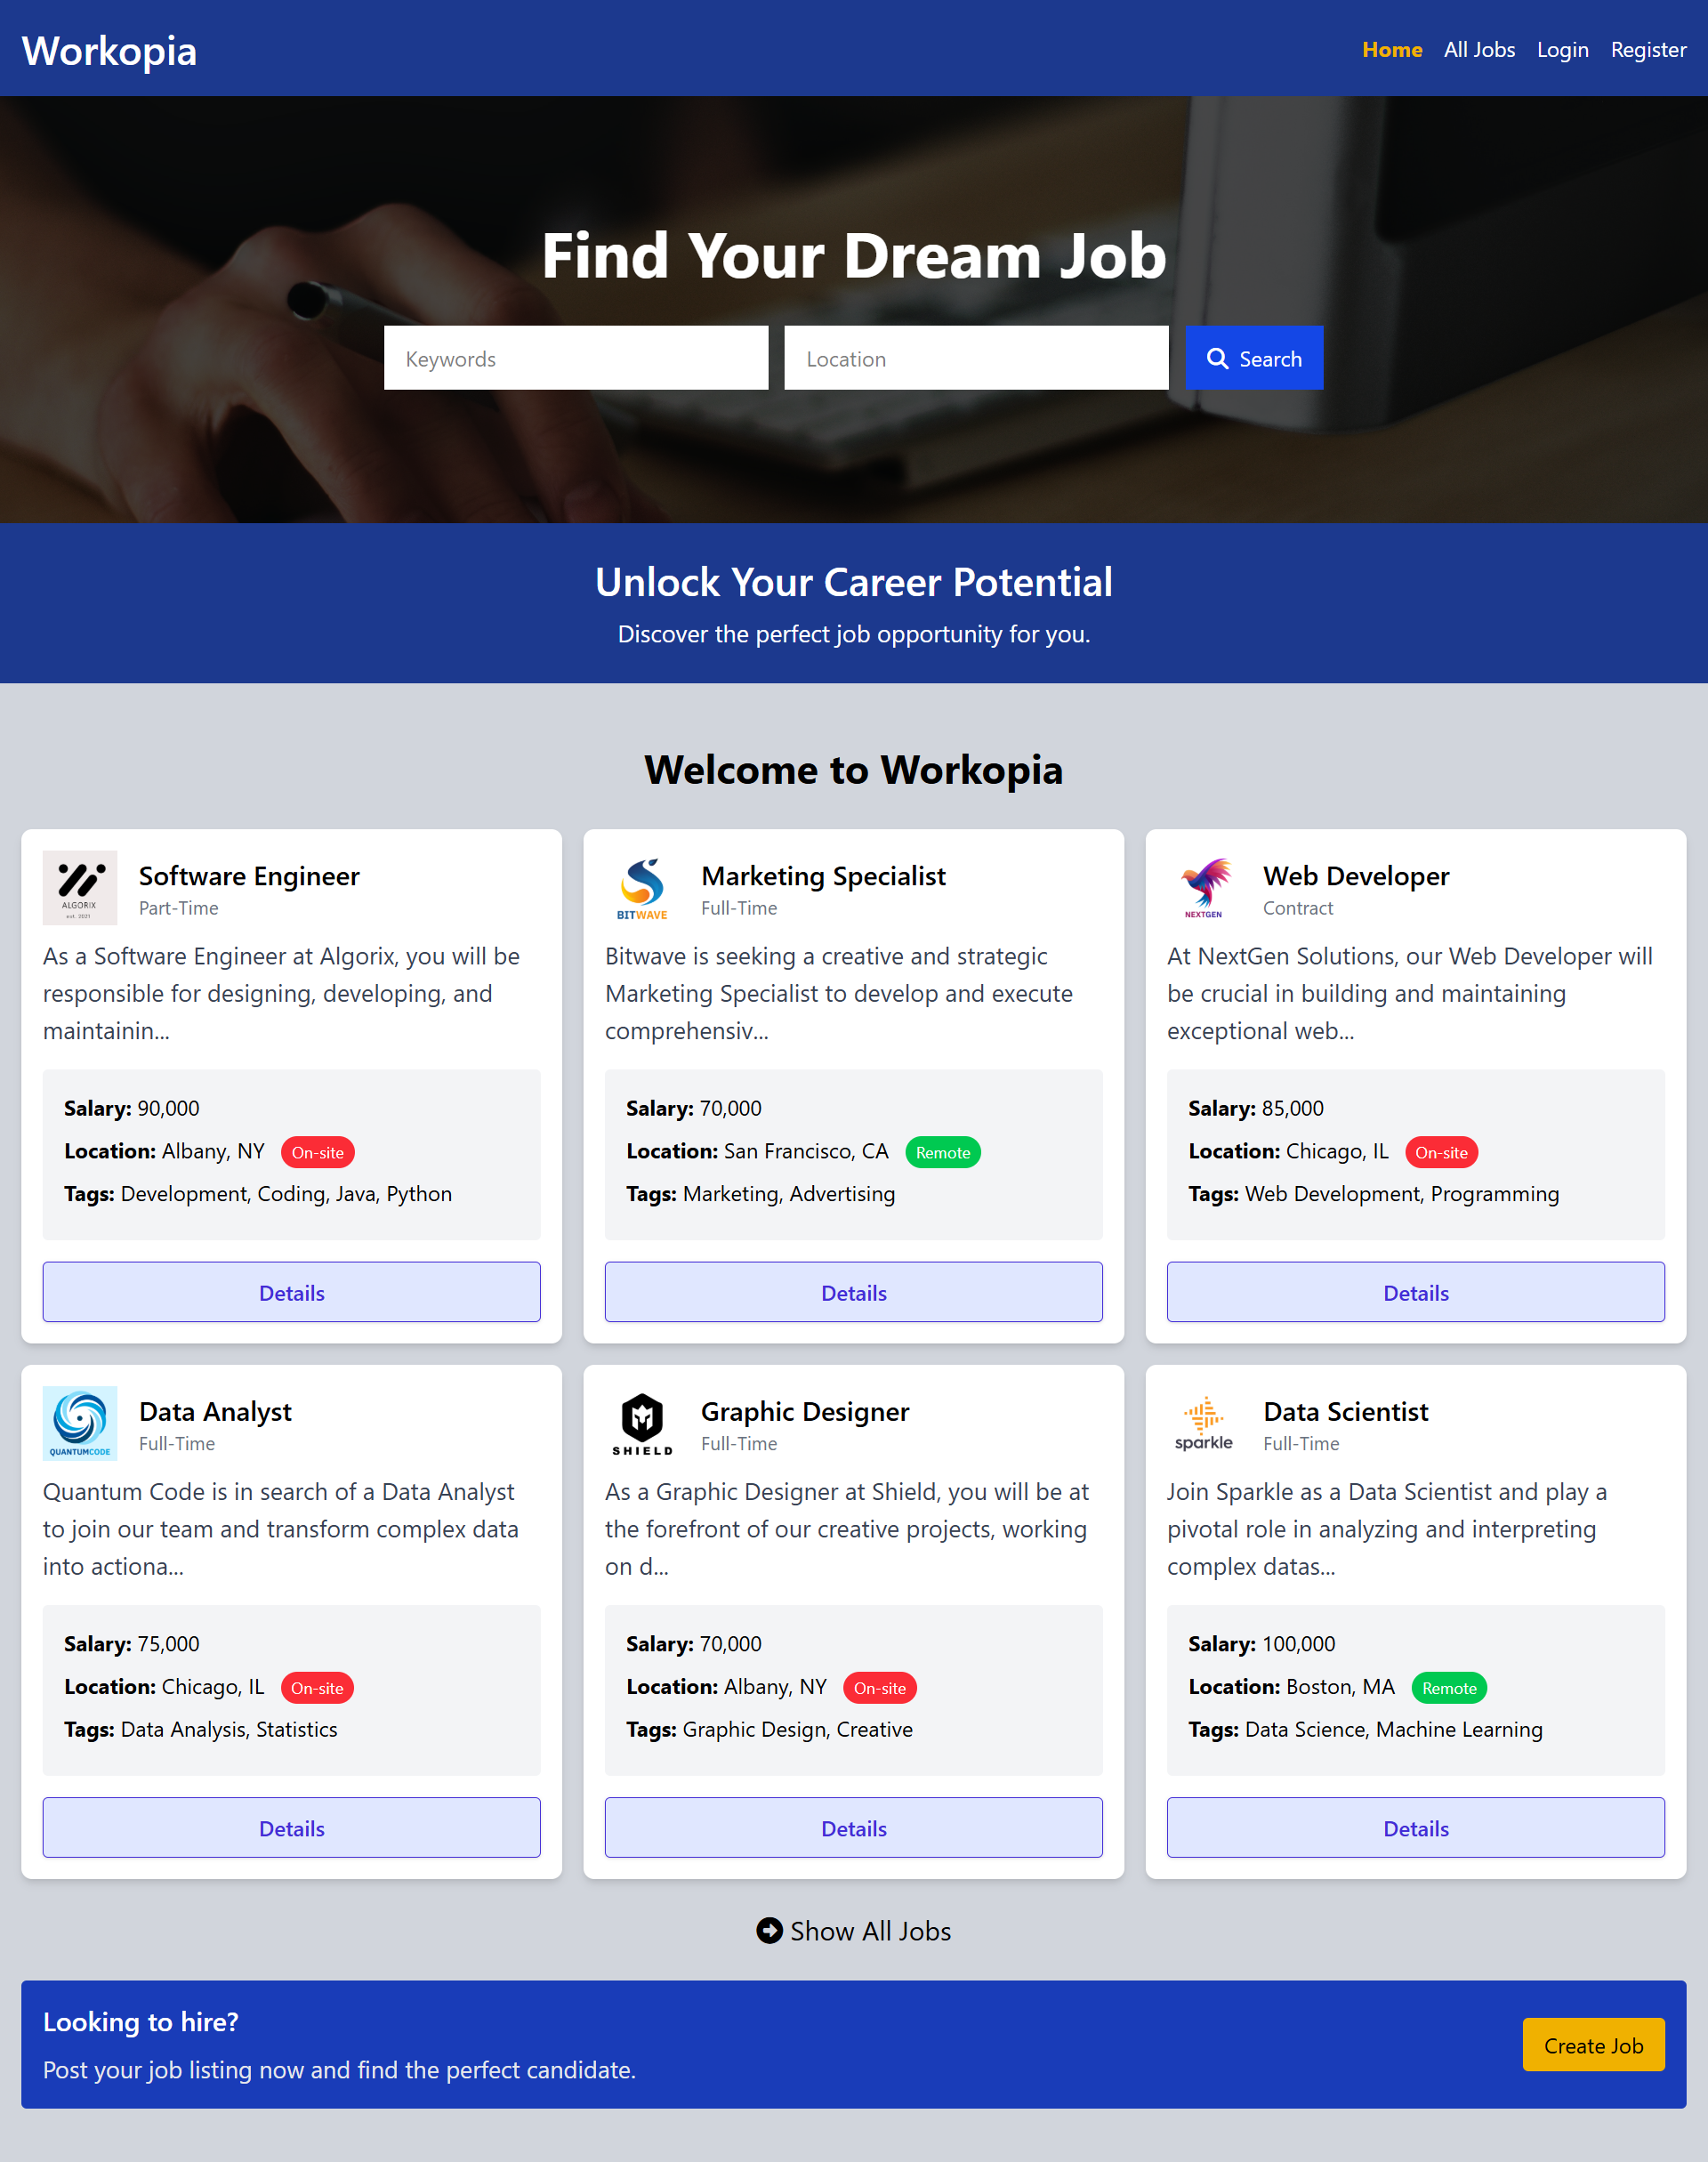 Workopia
Home All Jobs Login Register
Find Your Dream Job
Keywords
Location
Search
Unlock Your Career Potential
Discover the perfect job opportunity for you.
Welcome to Workopia
ALGORIX
est. 2021
Software Engineer
Part-Time
As a Software Engineer at Algorix, you will be
responsible for designing, developing, and
maintainin...
Salary: 90,000
Location: Albany, NY On-site
Tags: Development, Coding, Java, Python
Details
BITWAVE
Marketing Specialist
Full-Time
Bitwave is seeking a creative and strategic
Marketing Specialist to develop and execute
comprehensiv...
Salary: 70,000
Location: San Francisco, CA Remote
Tags: Marketing, Advertising
Details
NEXTGEN
Web Developer
Contract
At NextGen Solutions, our Web Developer will
be crucial in building and maintaining
exceptional web...
Salary: 85,000
Location: Chicago, IL On-site
Tags: Web Development, Programming
Details
QUANTUMCODE
Data Analyst
Full-Time
Quantum Code is in search of a Data Analyst
to join our team and transform complex data
into actiona...
Salary: 75,000
Location: Chicago, IL On-site
Tags: Data Analysis, Statistics
Details
SHIELD
Graphic Designer
Full-Time
As a Graphic Designer at Shield, you will be at
the forefront of our creative projects, working
on d...
Salary: 70,000
Location: Albany, NY On-site
Tags: Graphic Design, Creative
Details
sparkle
Data Scientist
Full-Time
Join Sparkle as a Data Scientist and play a
pivotal role in analyzing and interpreting
complex datas...
Salary: 100,000
Location: Boston, MA Remote
Tags: Data Science, Machine Learning
Details
Show All Jobs
Looking to hire?
Post your job listing now and find the perfect candidate.
Create Job